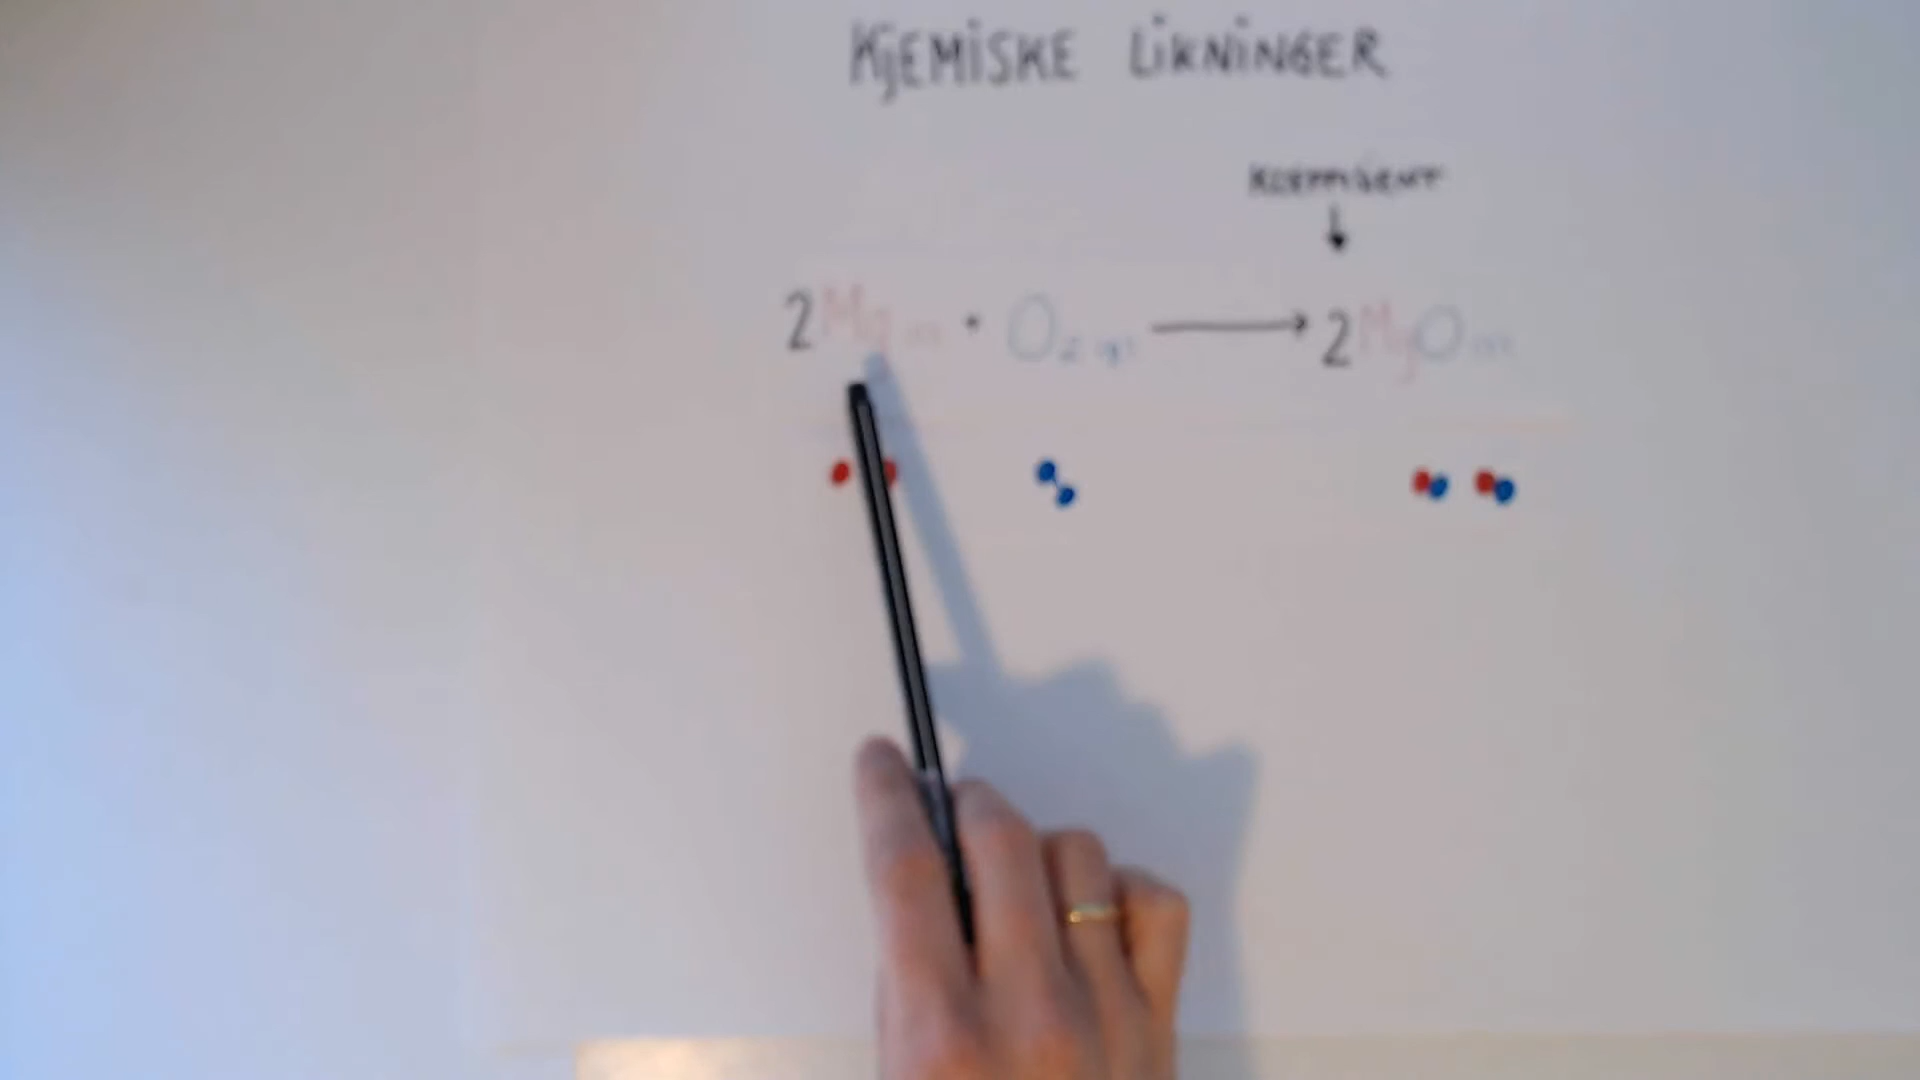 KJEMISKE LIKNINGER
KOEFFISIENT
2Mg + O2 → 2MgO